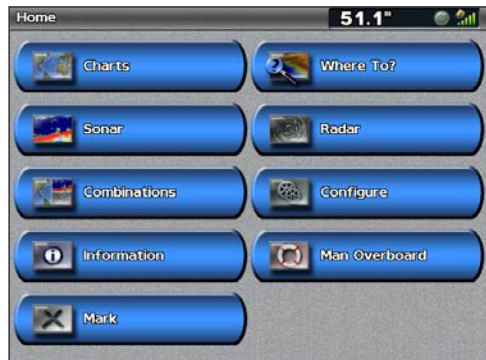 Home 51.1"
Charts
Where To?
Sonar
Radar
Combinations
Configure
Information
Man Overboard
Mark